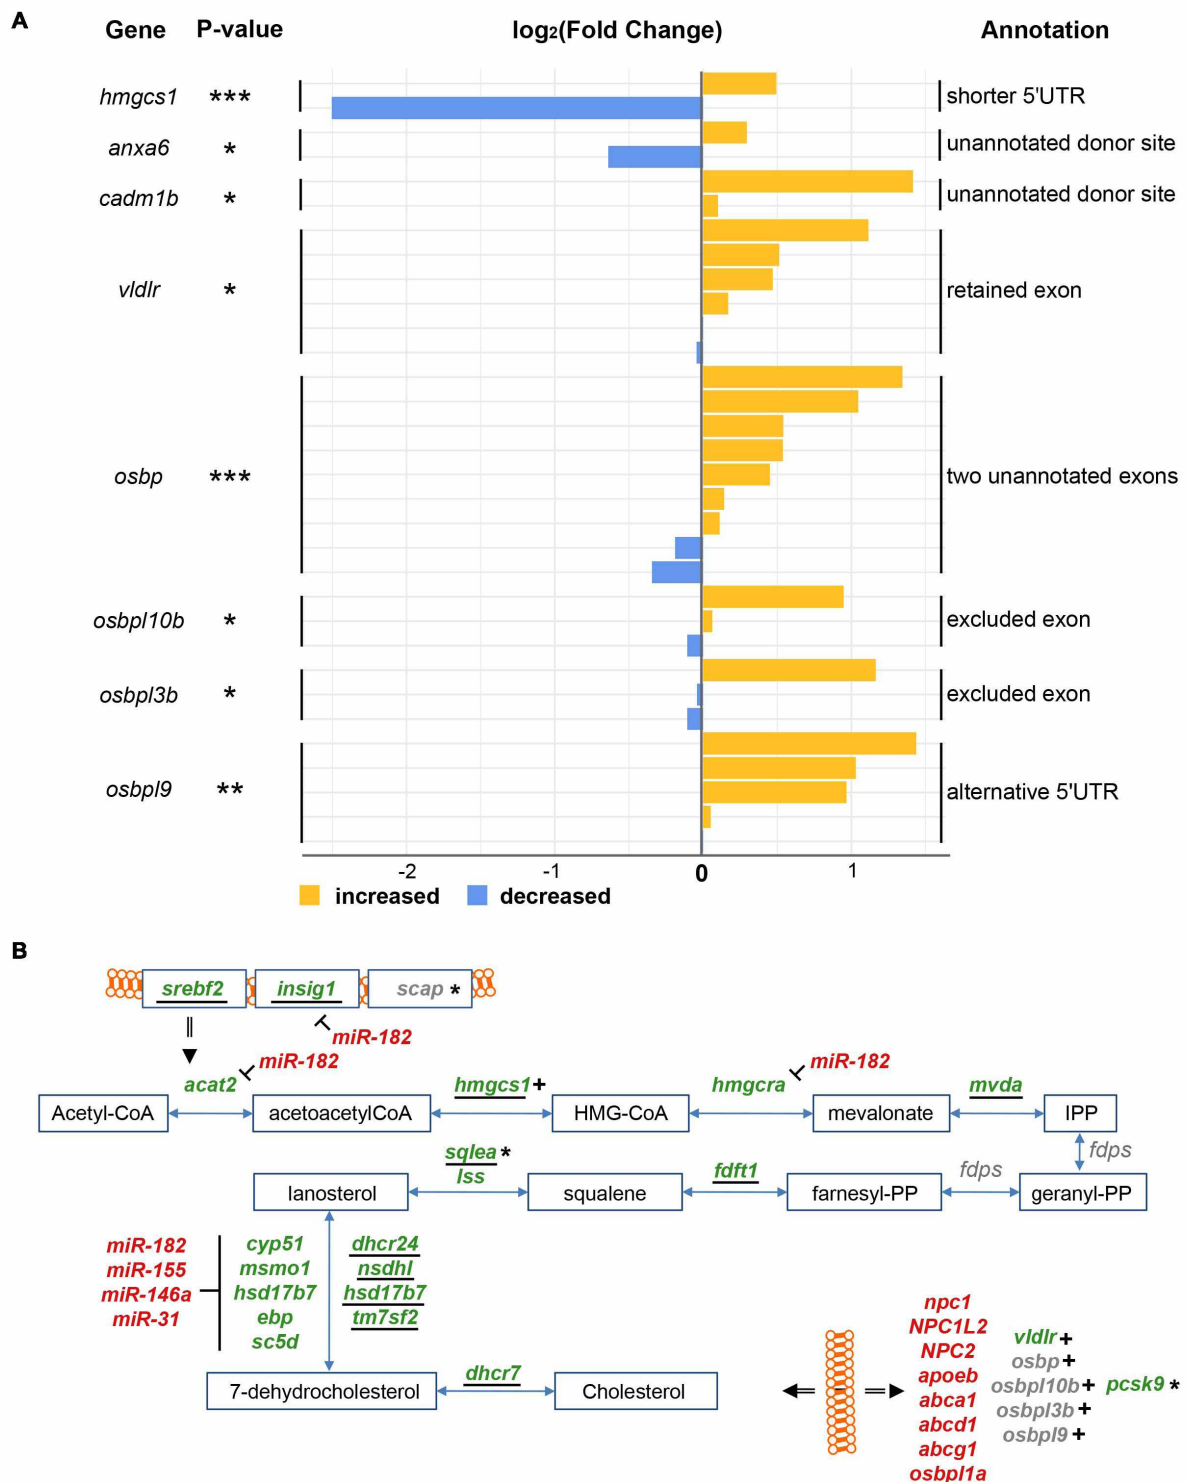 A
Gene P-value log2(Fold Change) Annotation
hmgcs1 *** shorter 5'UTR
anxa6 * unannotated donor site
cadm1b * unannotated donor site
vldlr * retained exon
osbp *** two unannotated exons
osbpl10b * excluded exon
osbpl3b * excluded exon
osbpl9 ** alternative 5'UTR
-2 -1 0 1
increased decreased
B
srebf2 insig1 scap *
miR-182
miR-182 miR-182
acat2 hmgcs1+ hmgcra mvda
Acetyl-CoA acetoacetylCoA HMG-CoA mevalonate IPP
fdps
sqlea *
lss fdft1 fdps
lanosterol squalene farnesyl-PP geranyl-PP
miR-182 cyp51 dhcr24
miR-155 msmo1 nsdhl
miR-146a hsd17b7 hsd17b7
miR-31 ebp tm7sf2
sc5d
dhcr7
7-dehydrocholesterol Cholesterol
npc1
NPC1L2
NPC2
apoeb
abca1
abcd1
abcg1
osbpl1a
vldlr +
osbp +
osbpl10b +
osbpl3b +
osbpl9 +
pcsk9 *